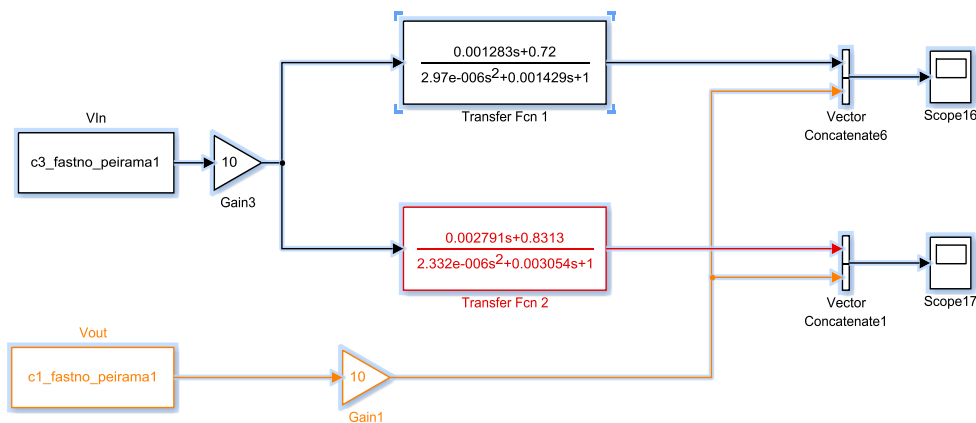 0.001283s+0.72
2.97e-006s2+0.001429s+1
Transfer Fcn 1
VIn
c3_fastno_peirama1
10
Gain3
Vector
Concatenate6
Scope16
0.002791s+0.8313
2.332e-006s2+0.003054s+1
Transfer Fcn 2
Vector
Concatenate1
Scope17
Vout
c1_fastno_peirama1
10
Gain1